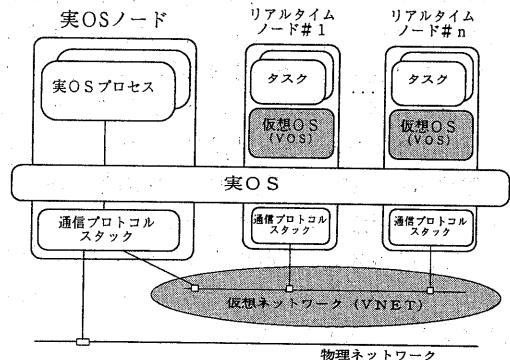 実OSノード
リアルタイム
ノード#1
リアルタイム
ノード#n
実OSプロセス
タスク
・・・・
タスク
仮想OS
(VOS)
仮想OS
(VOS)
実OS
通信プロトコル
スタック
通信プロトコル
スタック
通信プロトコル
スタック
仮想ネットワーク (VNET)
物理ネットワーク